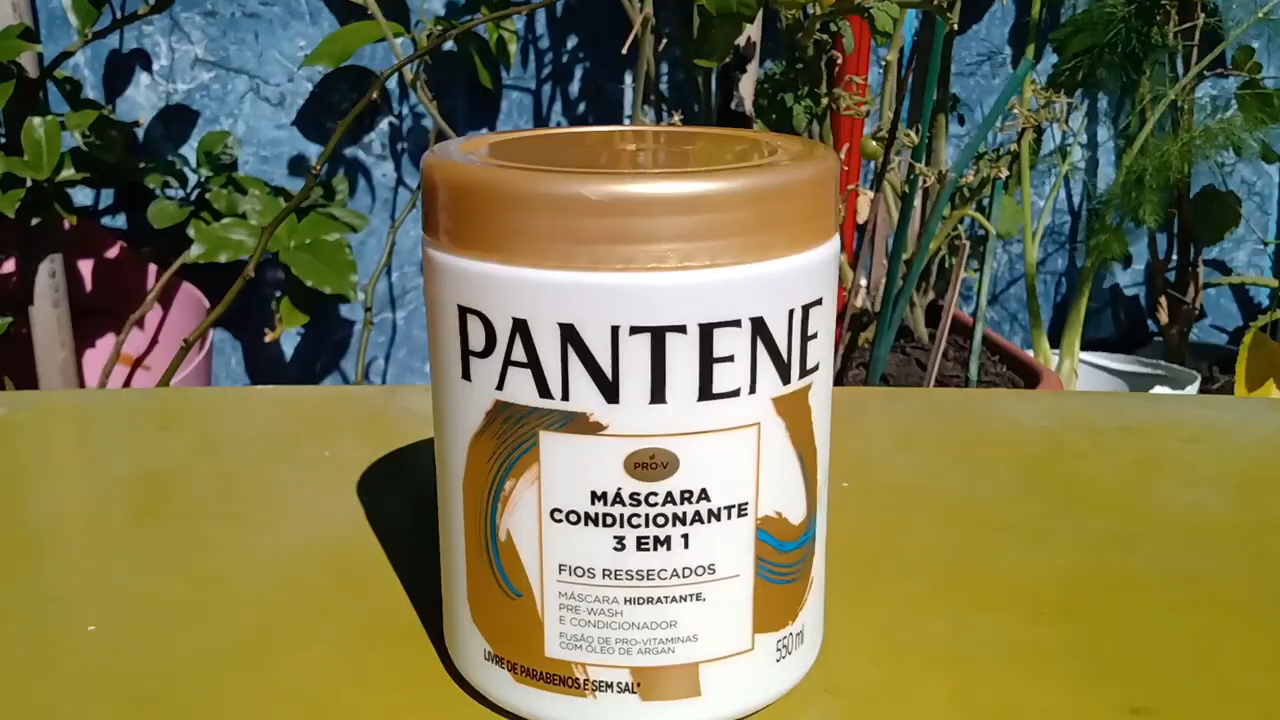 PANTENE
PRO-V
MÁSCARA
CONDICIONANTE
3 EM 1
FIOS RESSECADOS
MÁSCARA HIDRATANTE,
PRE-WASH
E CONDICIONADOR
FUSÃO DE PRO-VITAMINAS
COM ÓLEO DE ARGAN
550 ml
LIVRE DE PARABENOS E SEM SAL*